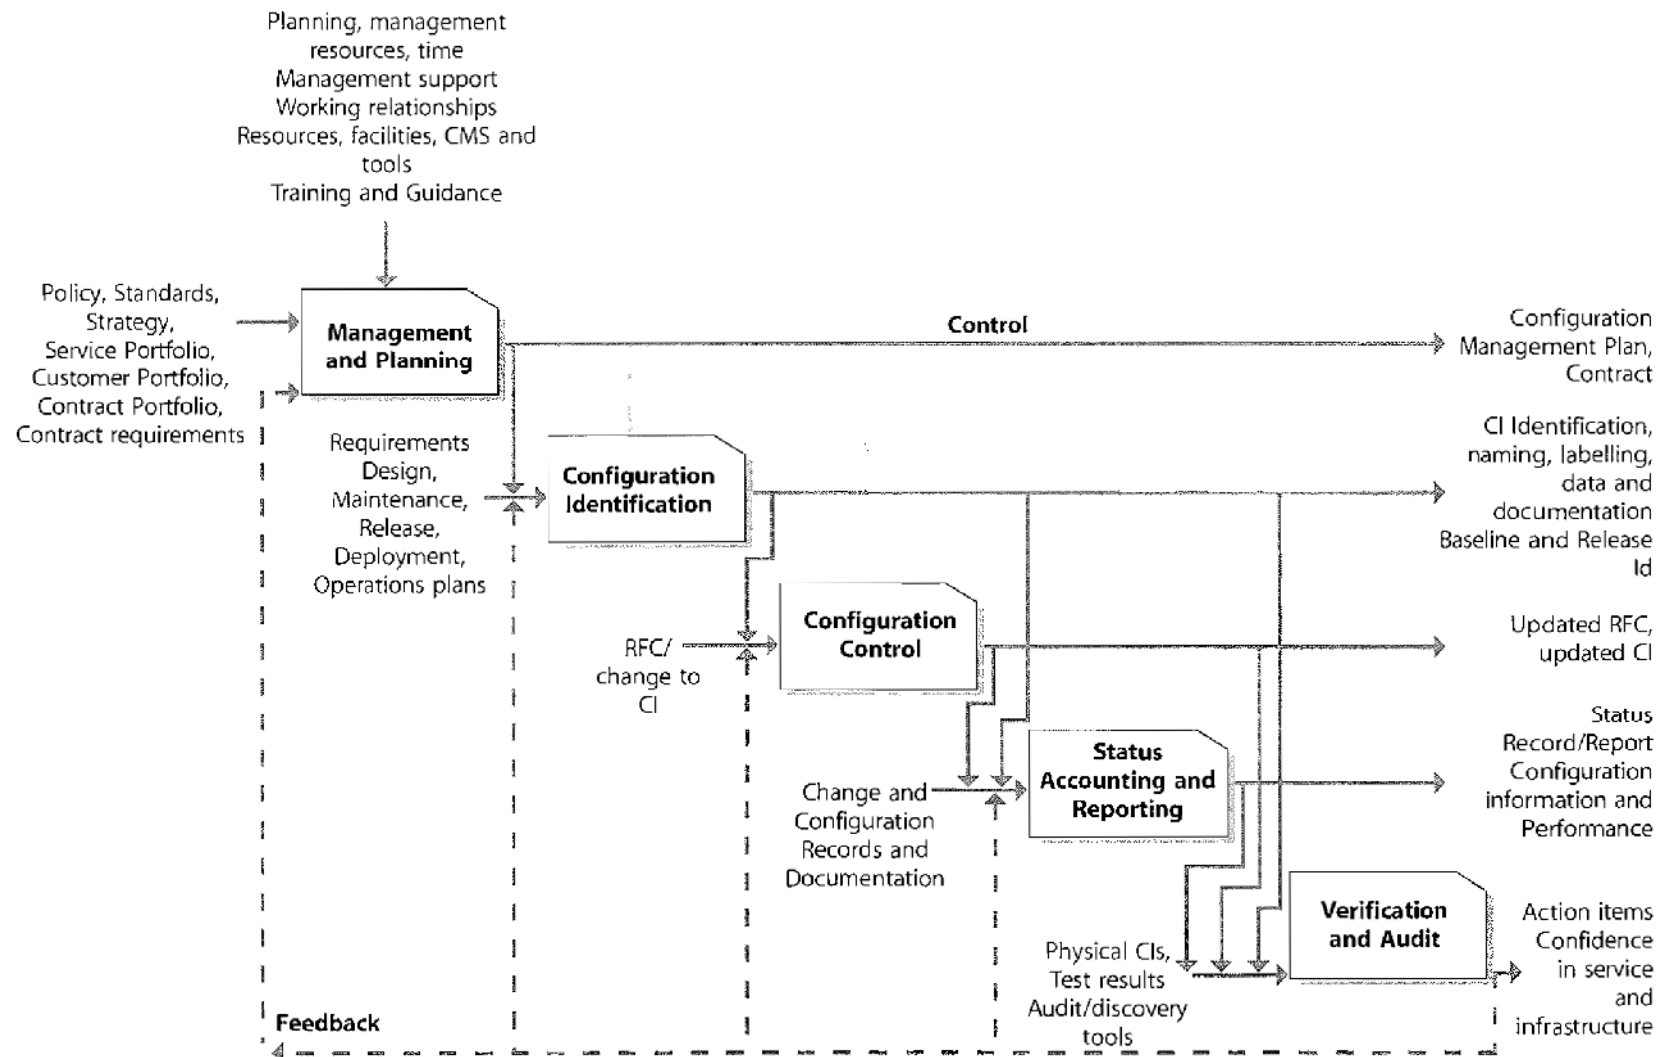 Planning, management
resources, time
Management support
Working relationships
Resources, facilities, CMS and
tools
Training and Guidance
Policy, Standards,
Strategy,
Service Portfolio,
Customer Portfolio,
Contract Portfolio,
Contract requirements
Management
and Planning
Control
Configuration
Management Plan,
Contract
Requirements
Design,
Maintenance,
Release,
Deployment,
Operations plans
Configuration
Identification
CI Identification,
naming, labelling,
data and
documentation
Baseline and Release
Id
RFC/
change to
CI
Configuration
Control
Updated RFC,
updated CI
Change and
Configuration
Records and
Documentation
Status
Accounting and
Reporting
Status
Record/Report
Configuration
information and
Performance
Physical CIs,
Test results
Audit/discovery
tools
Verification
and Audit
Action items
Confidence
in service
and
infrastructure
Feedback